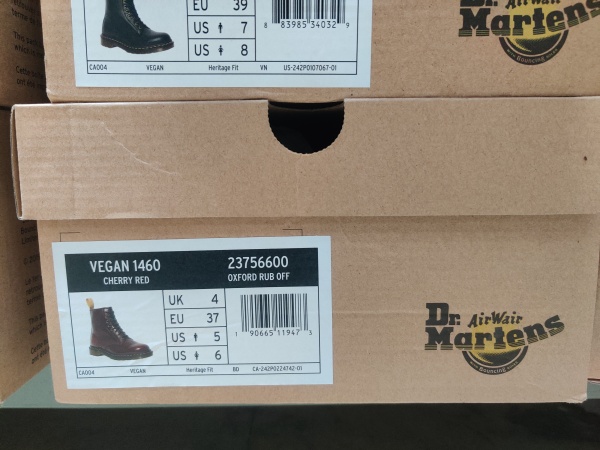 EU 39
US 7
US 8
8 83985 34032 9
CA004 VEGAN Heritage Fit VN US-242P0107067-01
Dr. AirWair
Martens
Bouncing
VEGAN 1460 23756600
CHERRY RED OXFORD RUB OFF
UK 4
EU 37
US 5
US 6
1 90665 11947 3
CA004 VEGAN Heritage Fit BD CA-242P0224742-01
Dr. AirWair
Martens
Bouncing